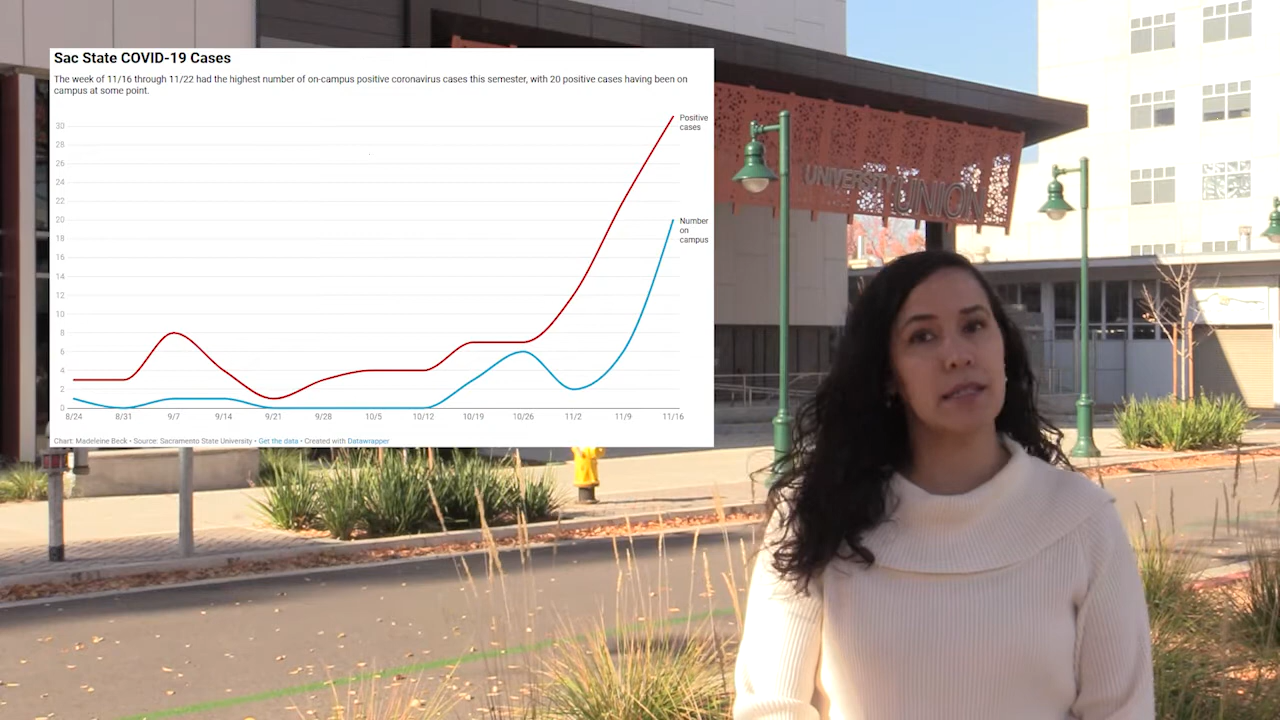 Sac State COVID-19 Cases
The week of 11/16 through 11/22 had the highest number of on-campus positive coronavirus cases this semester, with 20 positive cases having been on
campus at some point.
Positive
cases
30
28
26
24
22
20
18
16
14
12
10
8
6
4
2
0
Number
on
campus
8/24 8/31 9/7 9/14 9/21 9/28 10/5 10/12 10/19 10/26 11/2 11/9 11/16
Chart: Madeleine Beck • Source: Sacramento State University • Get the data • Created with Datawrapper
UNIVERSITY UNION